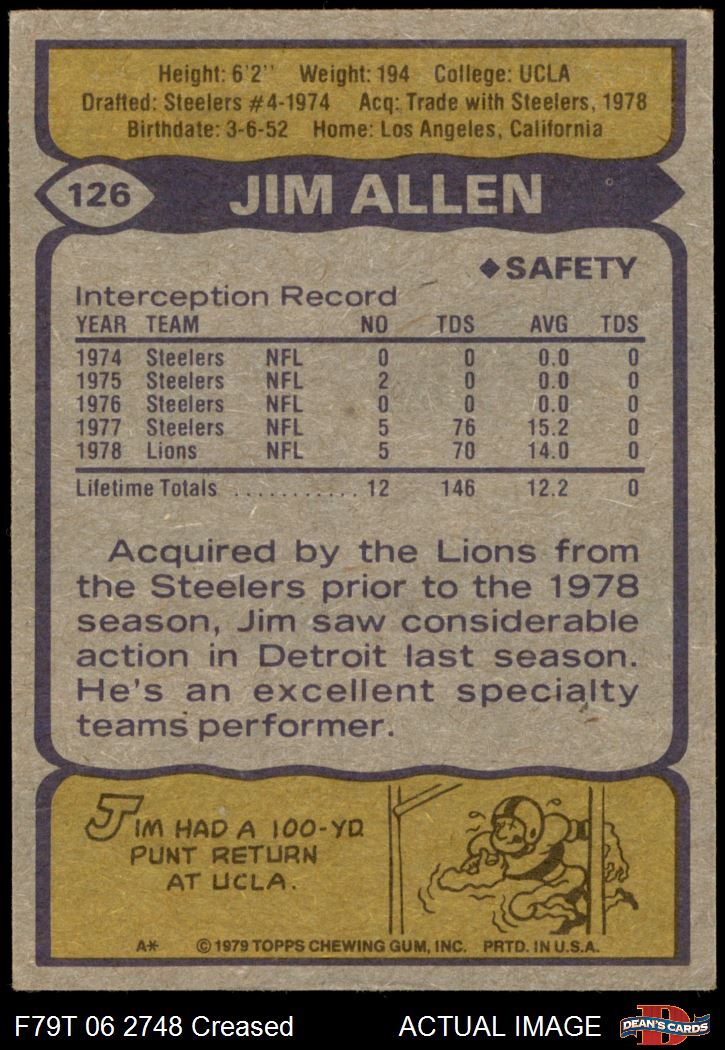 Height: 6'2" Weight: 194 College: UCLA
Drafted: Steelers #4-1974 Acq: Trade with Steelers, 1978
Birthdate: 3-6-52 Home: Los Angeles, California
126 JIM ALLEN
◆SAFETY
Interception Record
YEAR TEAM NO TDS AVG TDS
1974 Steelers NFL 0 0 0.0 0
1975 Steelers NFL 2 0 0.0 0
1976 Steelers NFL 0 0 0.0 0
1977 Steelers NFL 5 76 15.2 0
1978 Lions NFL 5 70 14.0 0
Lifetime Totals ........... 12 146 12.2 0
Acquired by the Lions from
the Steelers prior to the 1978
season, Jim saw considerable
action in Detroit last season.
He's an excellent specialty
teams performer.
JIM HAD A 100-YD.
PUNT RETURN
AT UCLA.
A* © 1979 TOPPS CHEWING GUM, INC. PRTD. IN U.S.A.
F79T 06 2748 Creased ACTUAL IMAGE D DEAN'S CARDS